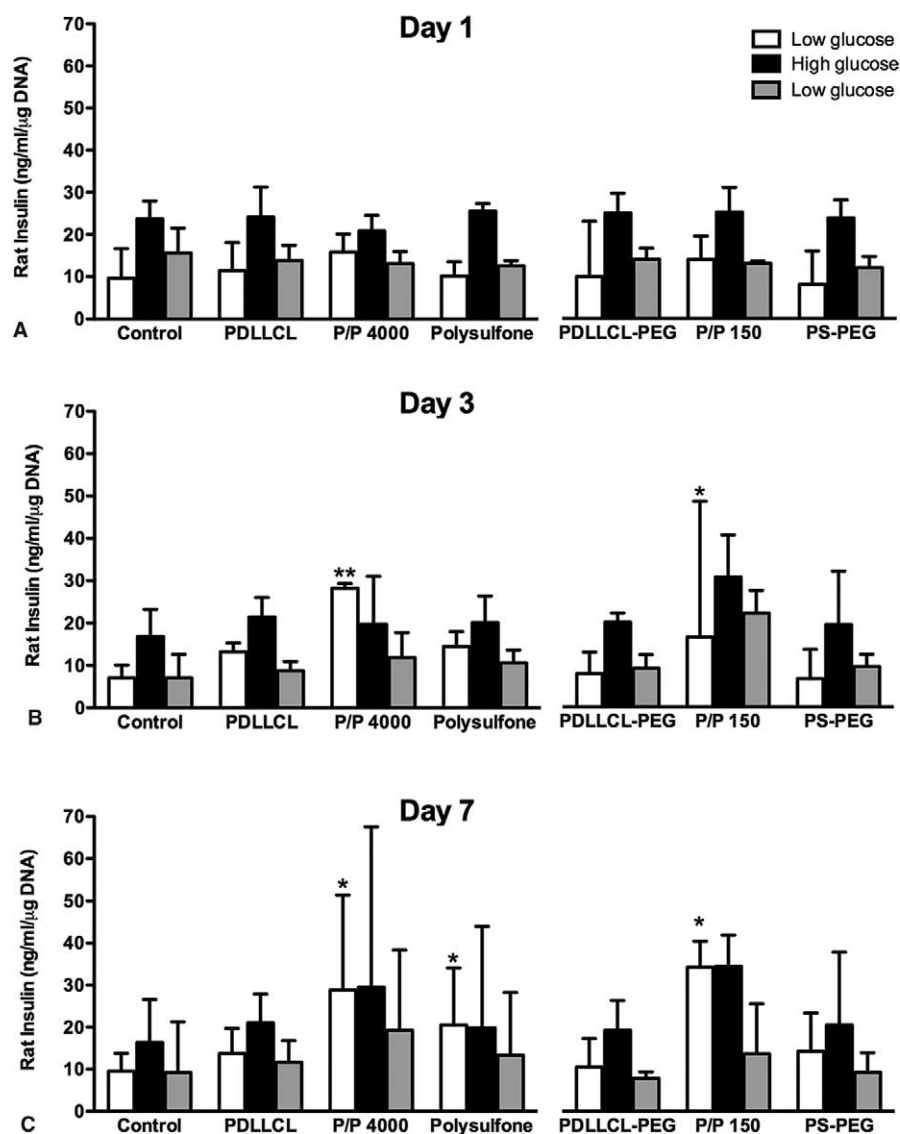 Day 1
Low glucose
High glucose
Low glucose
Rat Insulin (ng/ml/µg DNA)
70
60
50
40
30
20
10
0
A
Control PDLLCL P/P 4000 Polysulfone PDLLCL-PEG P/P 150 PS-PEG
Day 3
Rat Insulin (ng/ml/µg DNA)
70
60
50
40
30
20
10
0
**
*
B
Control PDLLCL P/P 4000 Polysulfone PDLLCL-PEG P/P 150 PS-PEG
Day 7
Rat Insulin (ng/ml/µg DNA)
70
60
50
40
30
20
10
0
*
*
*
C
Control PDLLCL P/P 4000 Polysulfone PDLLCL-PEG P/P 150 PS-PEG